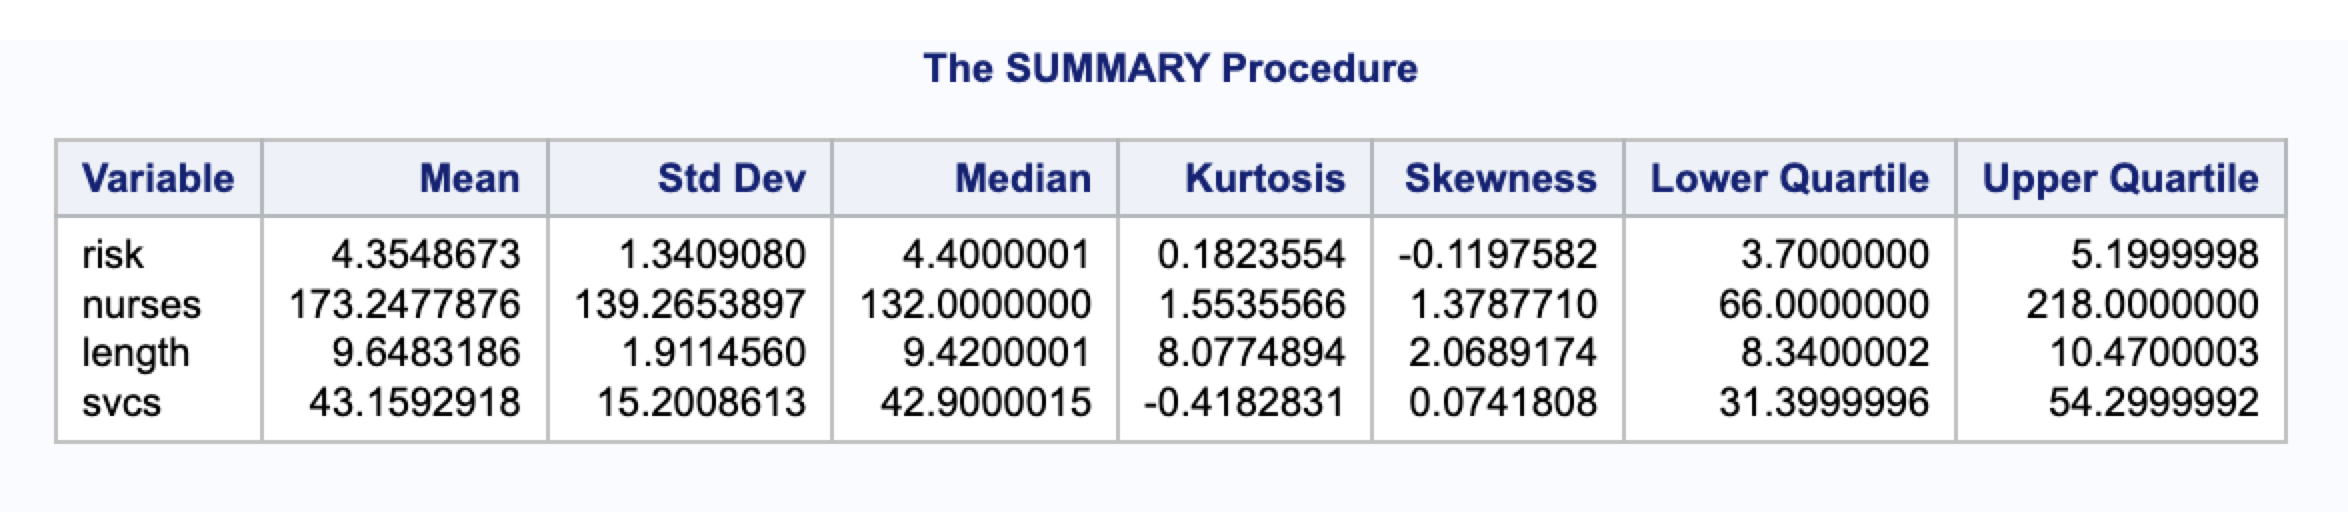 The SUMMARY Procedure
Variable Mean Std Dev Median Kurtosis Skewness Lower Quartile Upper Quartile
risk 4.3548673 1.3409080 4.4000001 0.1823554 -0.1197582 3.7000000 5.1999998
nurses 173.2477876 139.2653897 132.0000000 1.5535566 1.3787710 66.0000000 218.0000000
length 9.6483186 1.9114560 9.4200001 8.0774894 2.0689174 8.3400002 10.4700003
svcs 43.1592918 15.2008613 42.9000015 -0.4182831 0.0741808 31.3999996 54.2999992